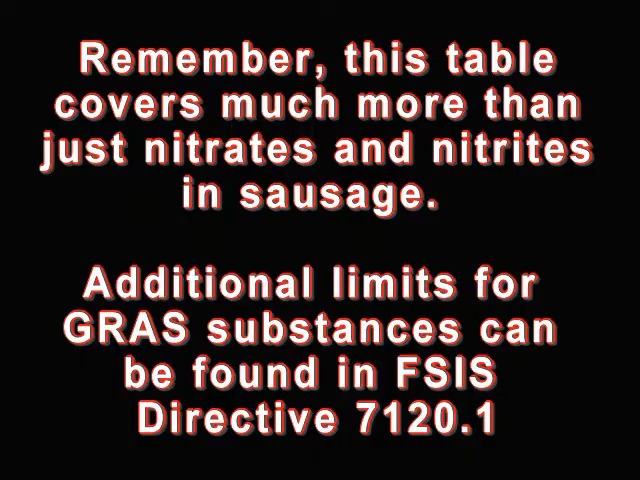 Remember, this table
covers much more than
just nitrates and nitrites
in sausage.
Additional limits for
GRAS substances can
be found in FSIS
Directive 7120.1